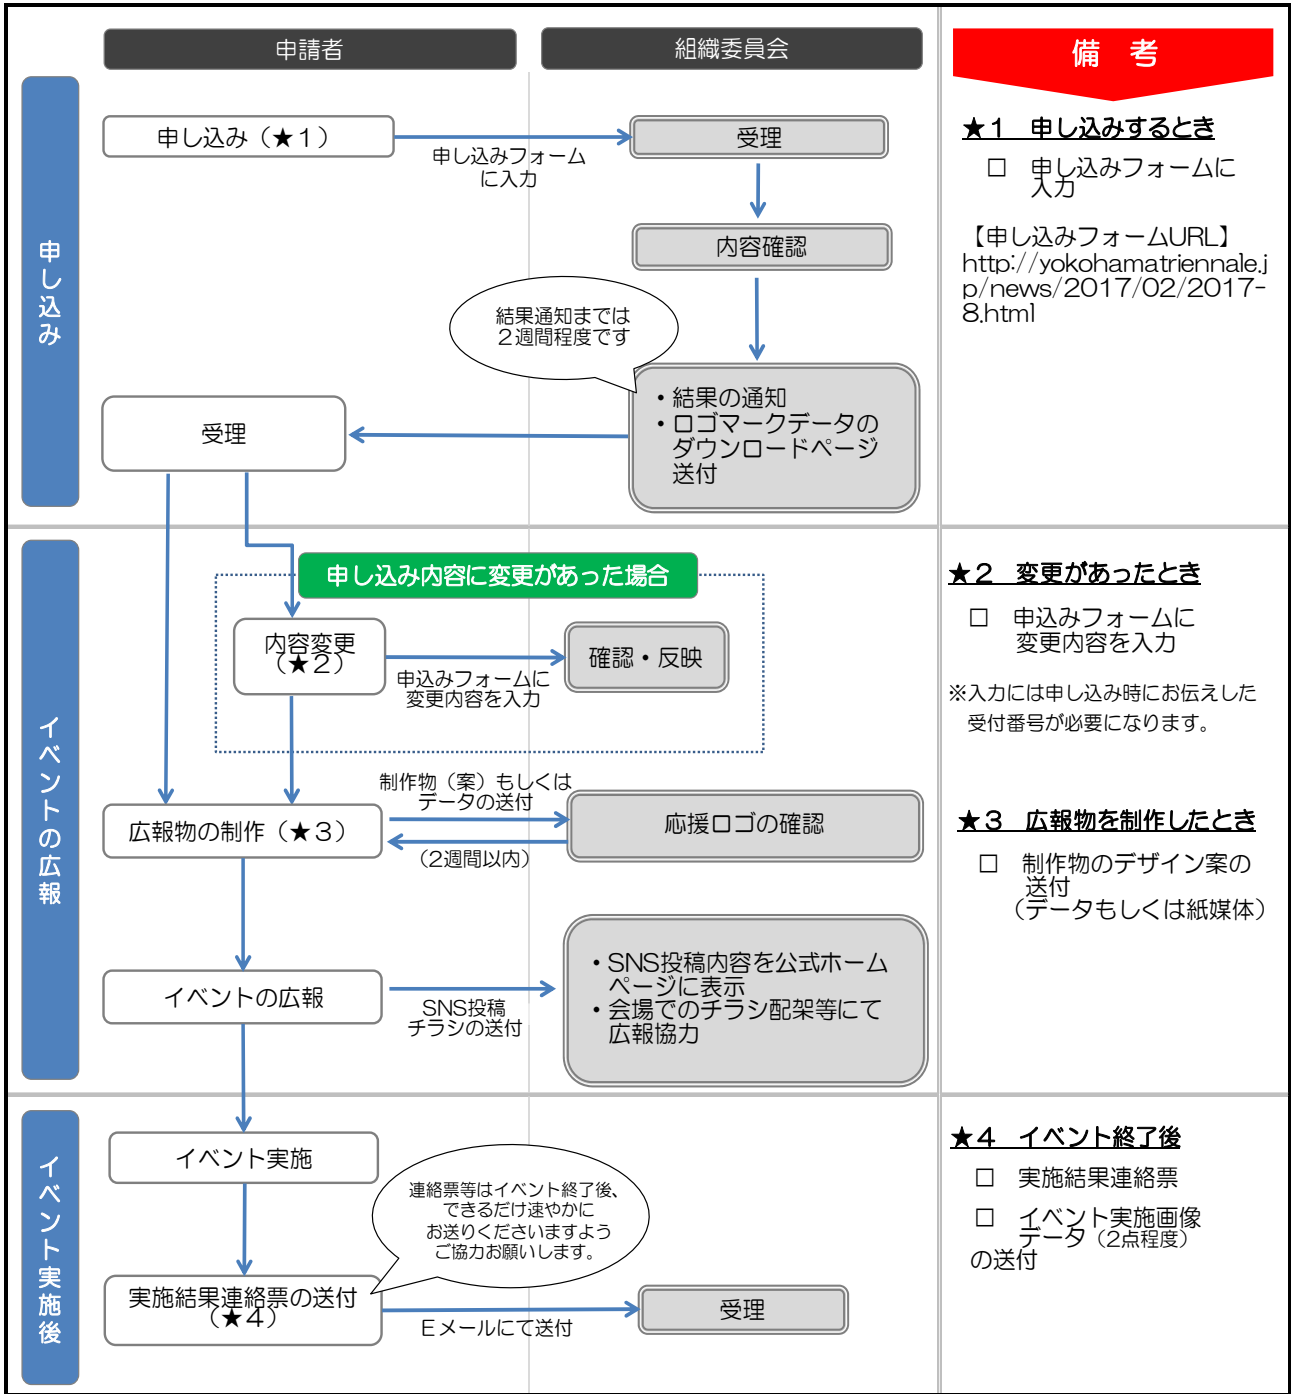 申請者
組織委員会
備 考
申し込み
申し込み（★１）
申し込みフォーム
に入力
受理
内容確認
結果通知までは
２週間程度です
・結果の通知
・ロゴマークデータの
ダウンロードページ
送付
受理
★１ 申し込みするとき
□ 申し込みフォームに
入力
【申し込みフォームURL】
http://yokohamatriennale.j
p/news/2017/02/2017-
8.html
イベントの広報
申し込み内容に変更があった場合
内容変更
（★２）
申込みフォームに
変更内容を入力
確認・反映
★２ 変更があったとき
□ 申込みフォームに
変更内容を入力
※入力には申し込み時にお伝えした
受付番号が必要になります。
制作物（案）もしくは
データの送付
広報物の制作（★３）
（2週間以内）
応援ロゴの確認
★３ 広報物を制作したとき
□ 制作物のデザイン案の
送付
（データもしくは紙媒体）
イベントの広報
SNS投稿
チラシの送付
・SNS投稿内容を公式ホーム
ページに表示
・会場でのチラシ配架等にて
広報協力
イベント実施後
イベント実施
連絡票等はイベント終了後、
できるだけ速やかに
お送りくださいますよう
ご協力お願いします。
実施結果連絡票の送付
（★４）
Ｅメールにて送付
受理
★４ イベント終了後
□ 実施結果連絡票
□ イベント実施画像
データ（2点程度）
の送付